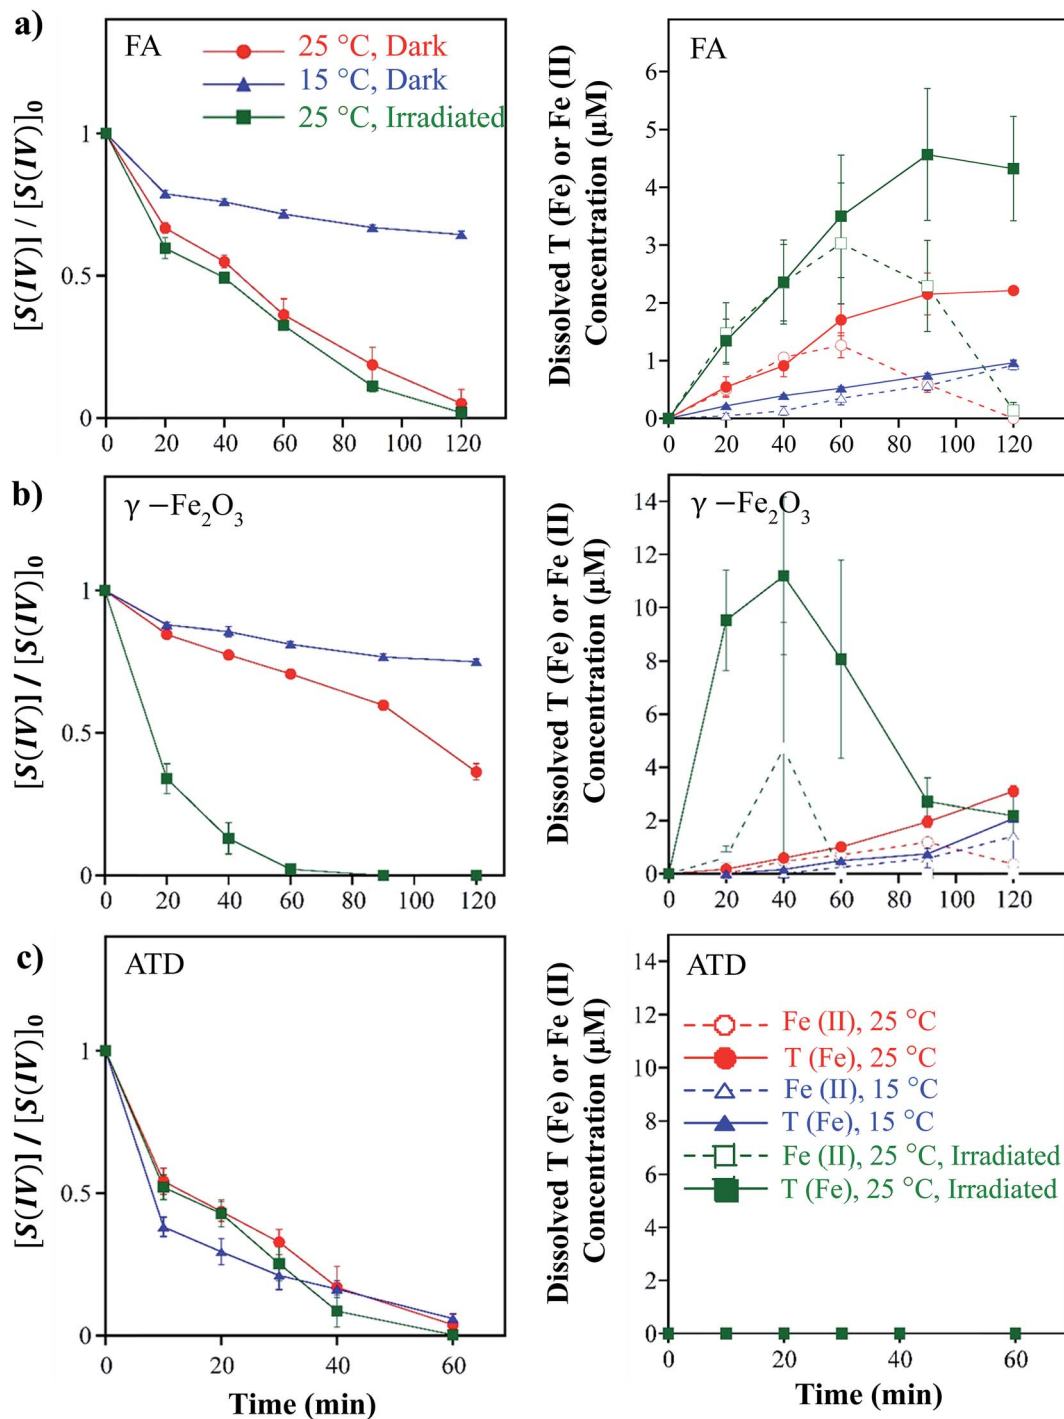 a)
FA
25 °C, Dark
15 °C, Dark
25 °C, Irradiated
[S(IV)] / [S(IV)]₀
1
0.5
0
0 20 40 60 80 100 120
FA
Dissolved T (Fe) or Fe (II)
Concentration (μM)
6
5
4
3
2
1
0
0 20 40 60 80 100 120
b)
γ −Fe₂O₃
[S(IV)] / [S(IV)]₀
1
0.5
0
0 20 40 60 80 100 120
γ −Fe₂O₃
Dissolved T (Fe) or Fe (II)
Concentration (μM)
14
12
10
8
6
4
2
0
0 20 40 60 80 100 120
c)
ATD
[S(IV)] / [S(IV)]₀
1
0.5
0
0 20 40 60
Time (min)
ATD
Dissolved T (Fe) or Fe (II)
Concentration (μM)
14
12
10
8
6
4
2
0
Fe (II), 25 °C
T (Fe), 25 °C
Fe (II), 15 °C
T (Fe), 15 °C
Fe (II), 25 °C, Irradiated
T (Fe), 25 °C, Irradiated
0 20 40 60
Time (min)